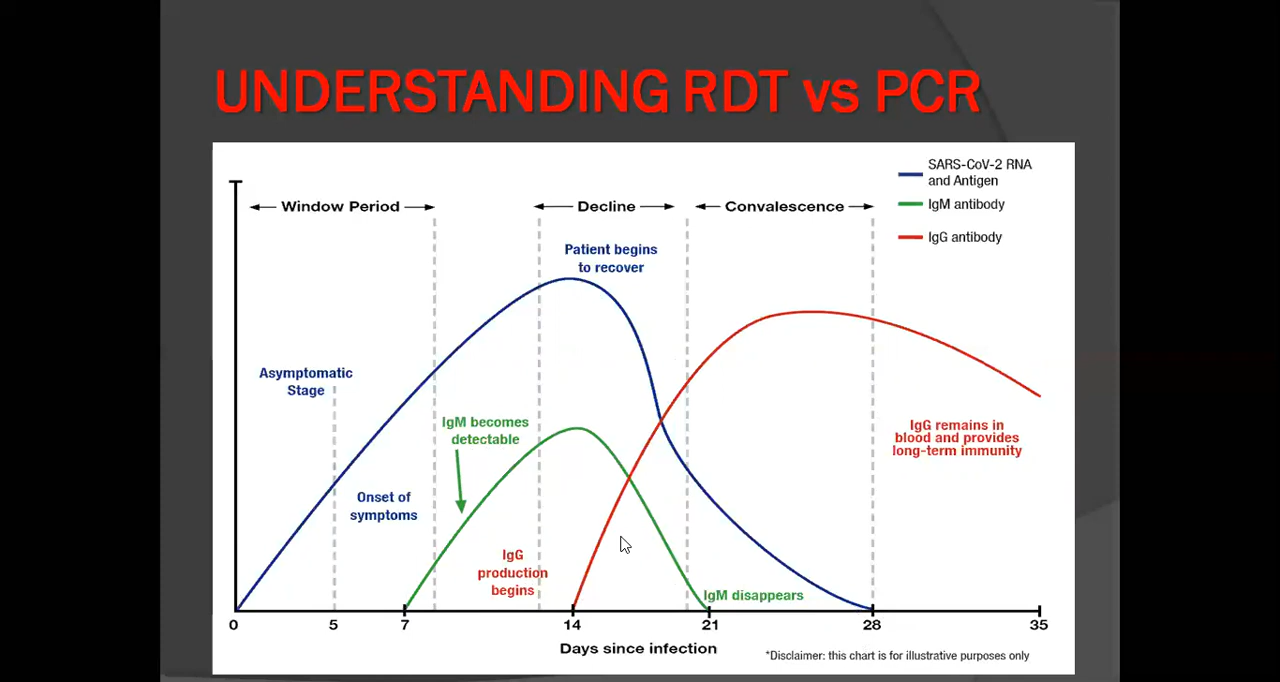 UNDERSTANDING RDT vs PCR
SARS-CoV-2 RNA
and Antigen
IgM antibody
IgG antibody
Window Period
Decline
Convalescence
Patient begins
to recover
Asymptomatic
Stage
IgM becomes
detectable
Onset of
symptoms
IgG
production
begins
IgG remains in
blood and provides
long-term immunity
IgM disappears
0 5 7 14 21 28 35
Days since infection
*Disclaimer: this chart is for illustrative purposes only